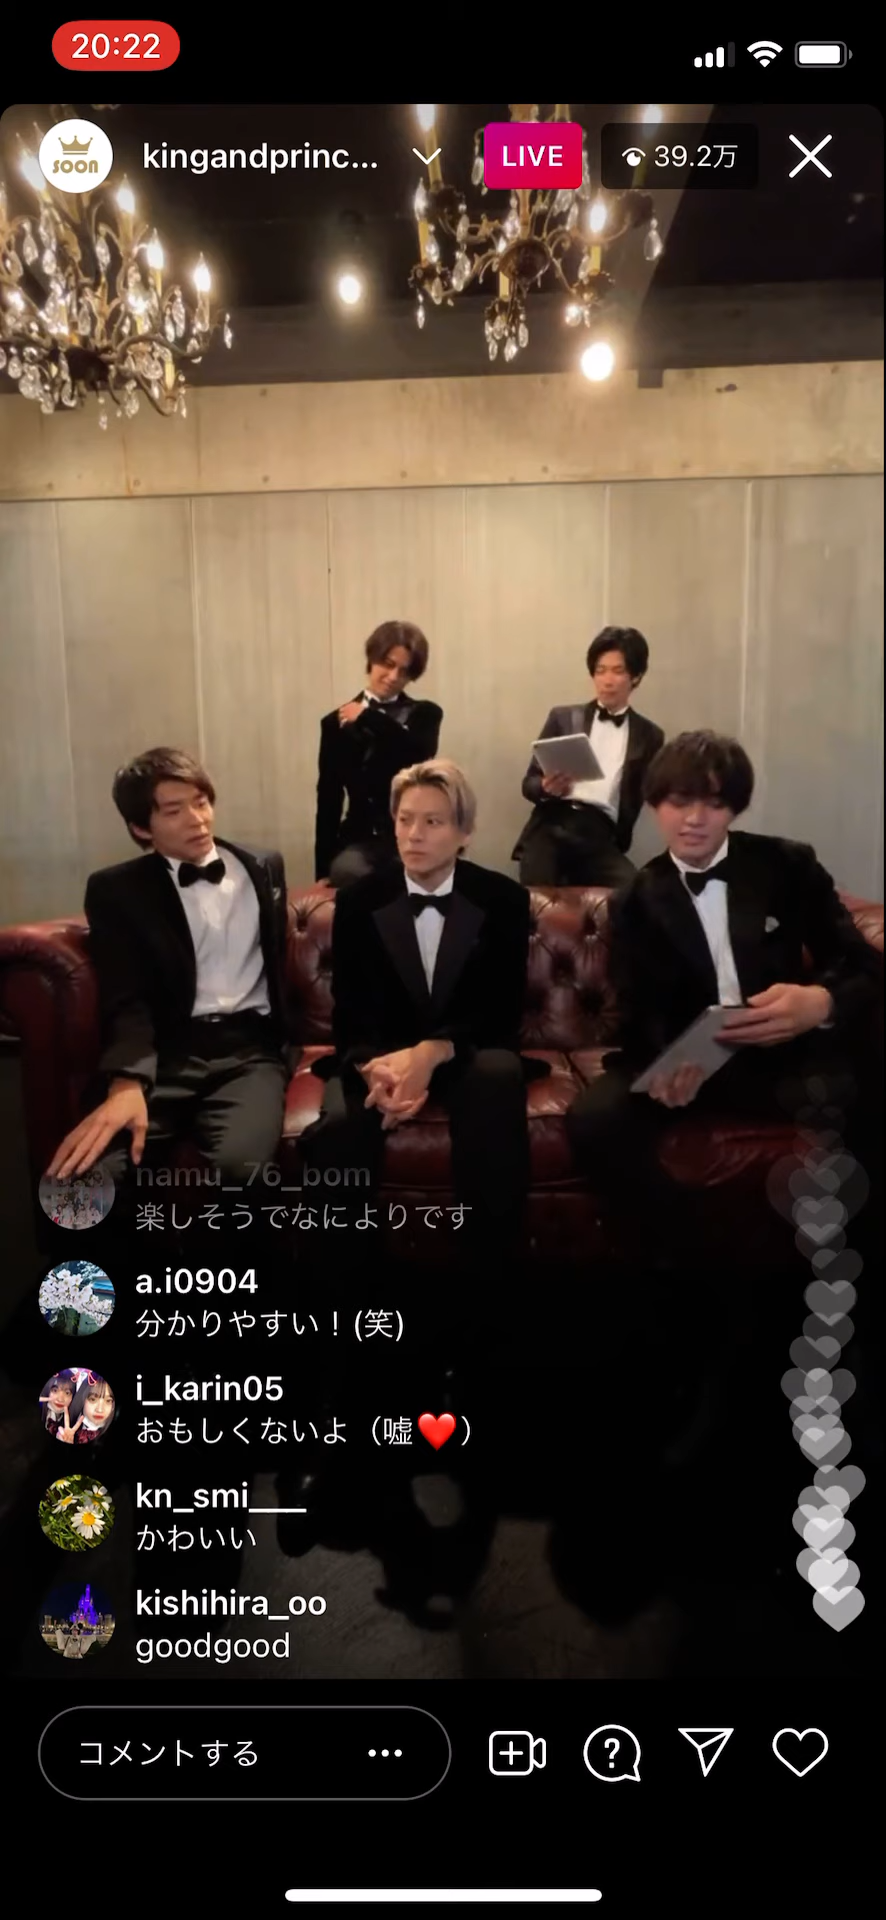 20:22
SOON
kingandprinc...
LIVE
39.2万
namu_76_bom
楽しそうでなによりです
a.i0904
分かりやすい！(笑)
i_karin05
おもしくないよ（嘘❤️）
kn_smi___
かわいい
kishihira_oo
goodgood
コメントする